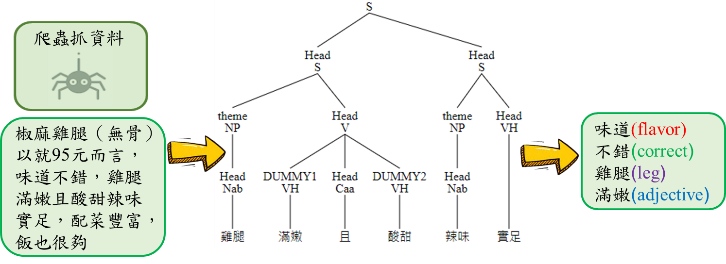 爬蟲抓資料
椒麻雞腿（無骨）
以就95元而言，
味道不錯，雞腿
滿嫩且酸甜辣味
實足，配菜豐富，
飯也很夠
S
Head Head
S S
theme Head theme Head
NP V NP VH
Head DUMMY1 Head DUMMY2 Head
Nab VH Caa VH Nab
雞腿 滿嫩 且 酸甜 辣味 實足
味道(flavor)
不錯(correct)
雞腿(leg)
滿嫩(adjective)